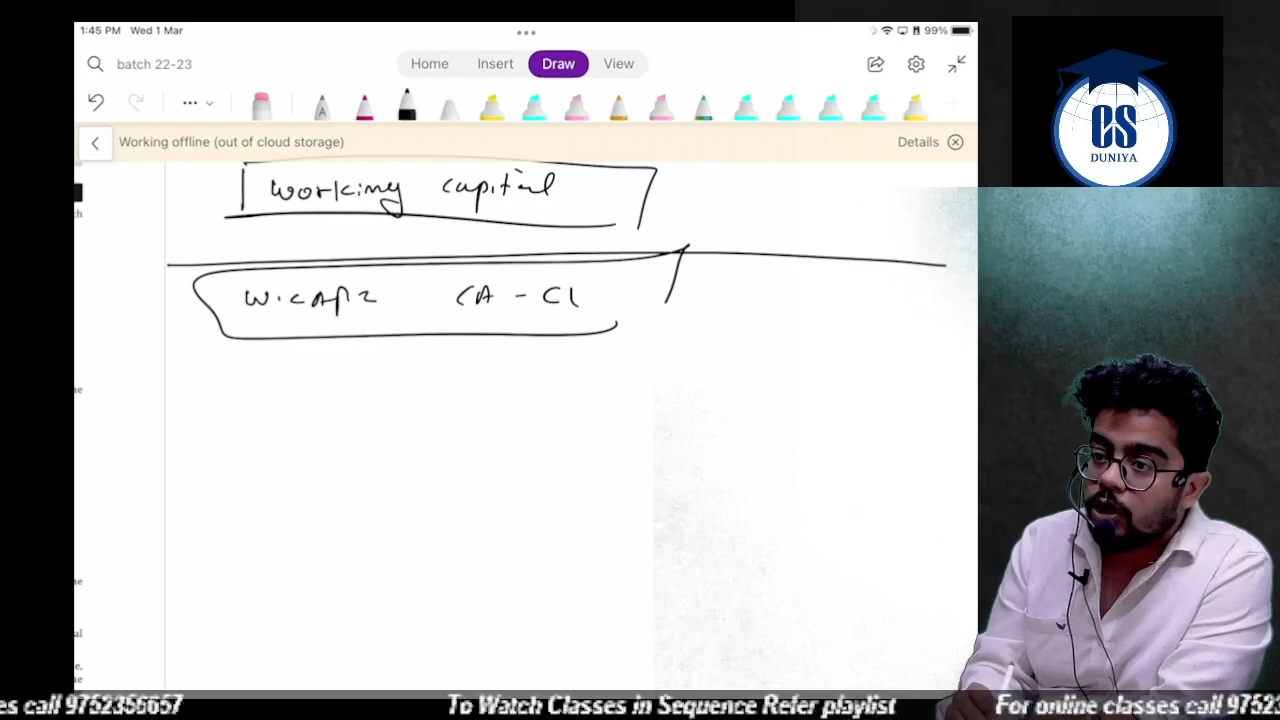 1:45 PM Wed 1 Mar
99%
batch 22-23
Home Insert Draw View
A
Working offline (out of cloud storage)
Details
working capital
W.CAP = CA - CL
CS
DUNIYA
es call 9752356657 To Watch Classes in Sequence Refer playlist For online classes call 9752